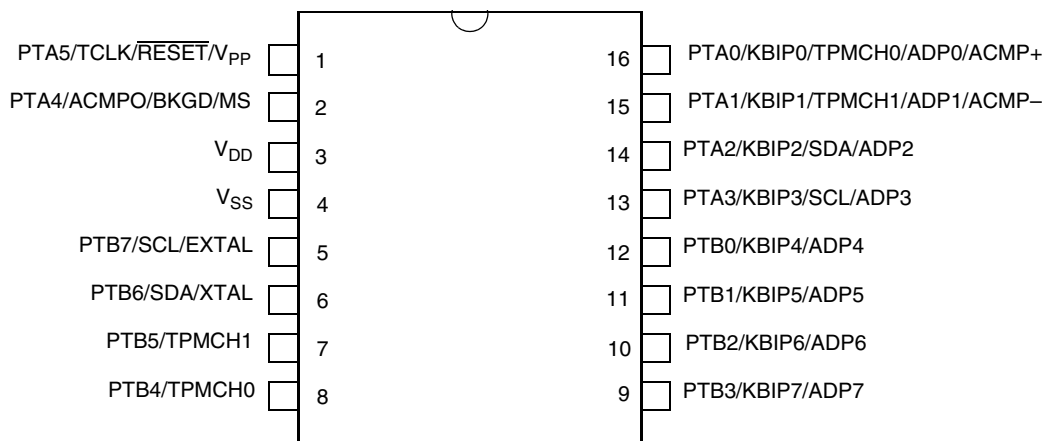 PTA5/TCLK/RESET/VPP 1 16 PTA0/KBIP0/TPMCH0/ADP0/ACMP+
PTA4/ACMPO/BKGD/MS 2 15 PTA1/KBIP1/TPMCH1/ADP1/ACMP–
VDD 3 14 PTA2/KBIP2/SDA/ADP2
VSS 4 13 PTA3/KBIP3/SCL/ADP3
PTB7/SCL/EXTAL 5 12 PTB0/KBIP4/ADP4
PTB6/SDA/XTAL 6 11 PTB1/KBIP5/ADP5
PTB5/TPMCH1 7 10 PTB2/KBIP6/ADP6
PTB4/TPMCH0 8 9 PTB3/KBIP7/ADP7